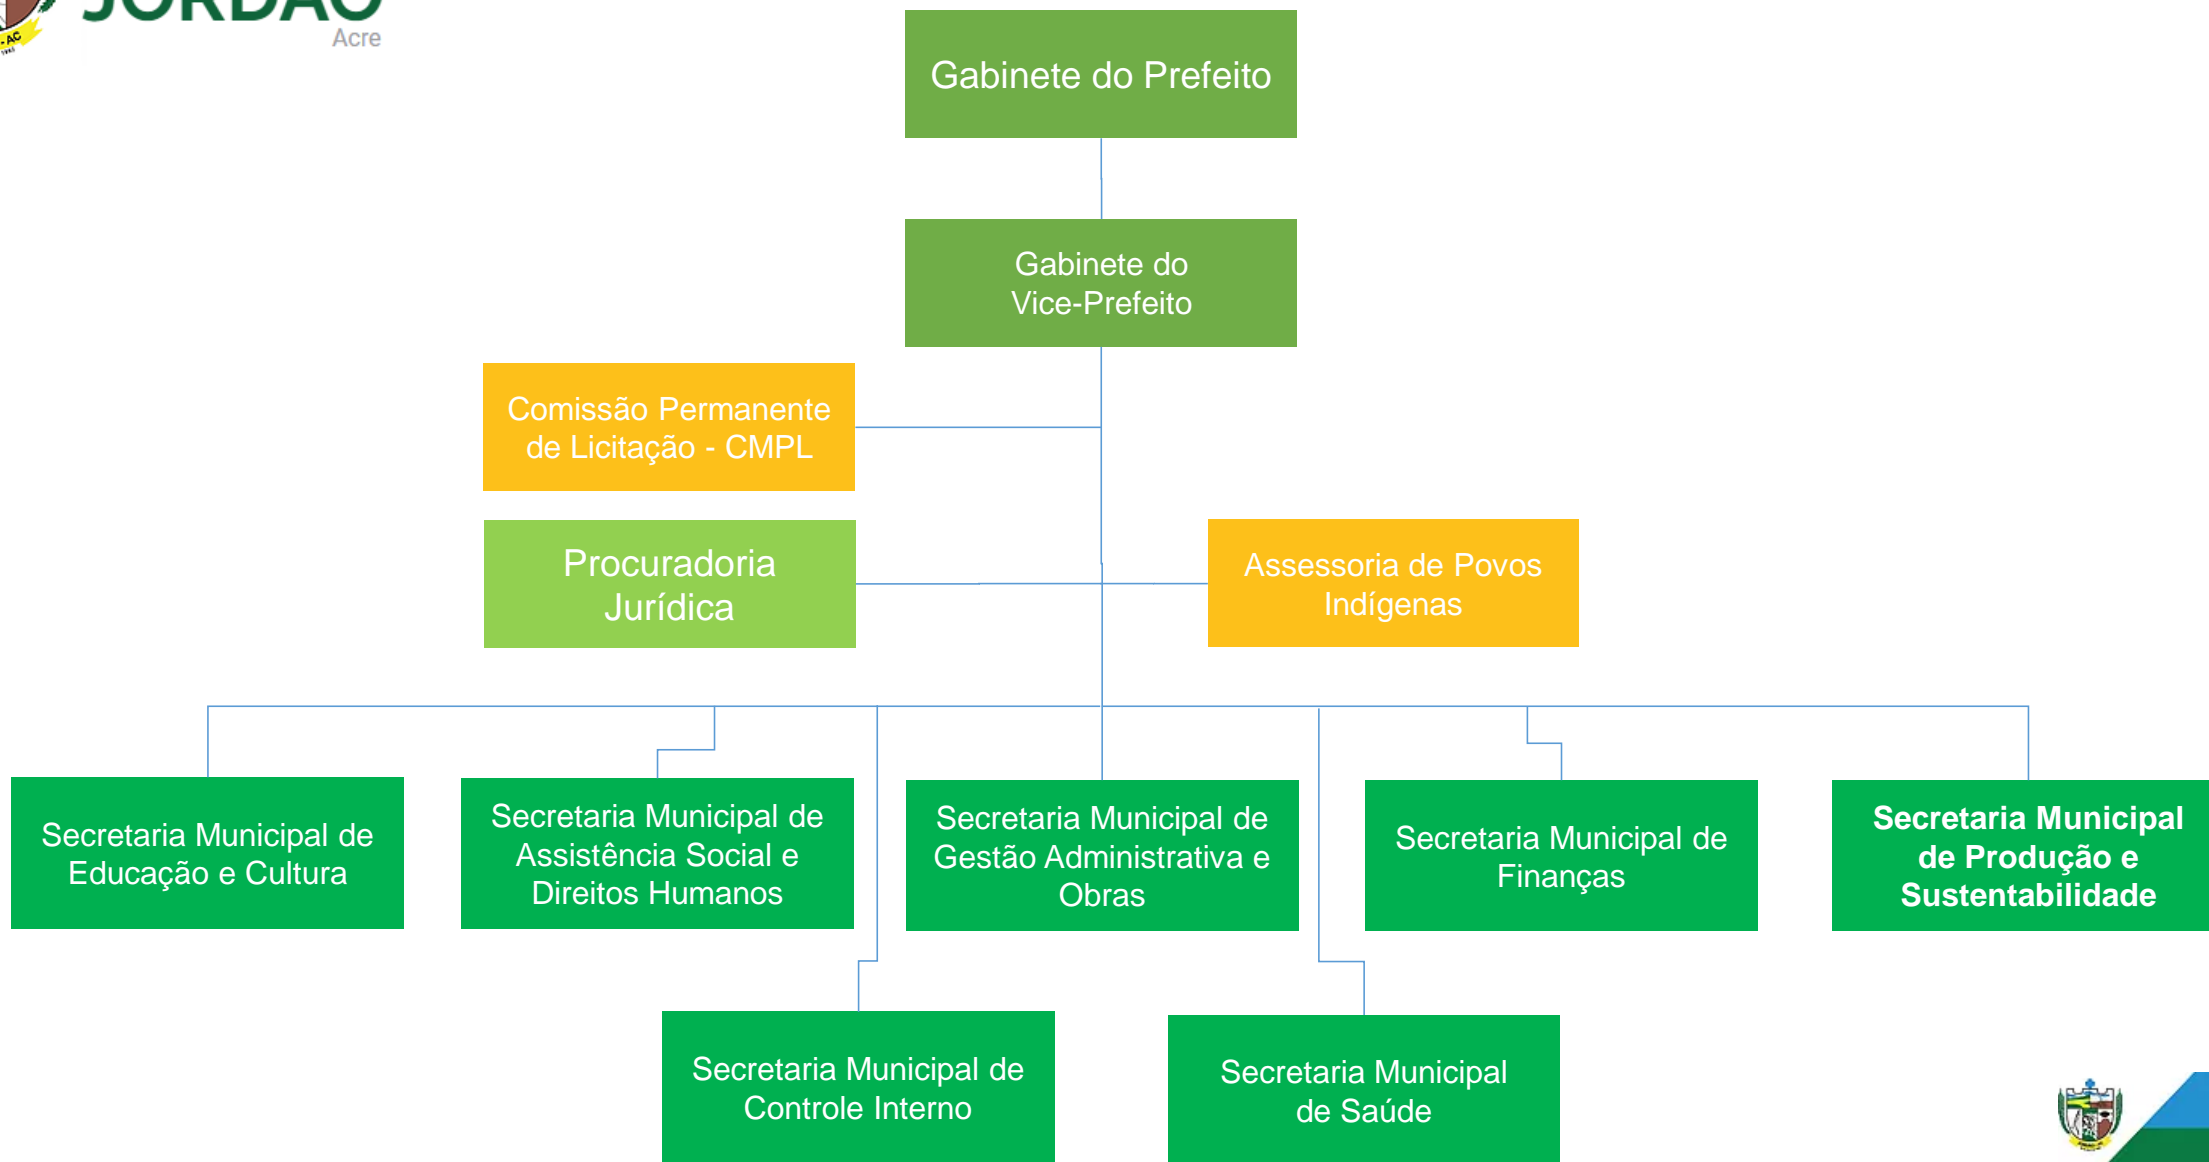 JORDÃO
Acre
Gabinete do Prefeito
Gabinete do
Vice-Prefeito
Comissão Permanente
de Licitação - CMPL
Procuradoria
Jurídica
Assessoria de Povos
Indígenas
Secretaria Municipal de
Educação e Cultura
Secretaria Municipal de
Assistência Social e
Direitos Humanos
Secretaria Municipal de
Gestão Administrativa e
Obras
Secretaria Municipal de
Finanças
Secretaria Municipal
de Produção e
Sustentabilidade
Secretaria Municipal de
Controle Interno
Secretaria Municipal
de Saúde